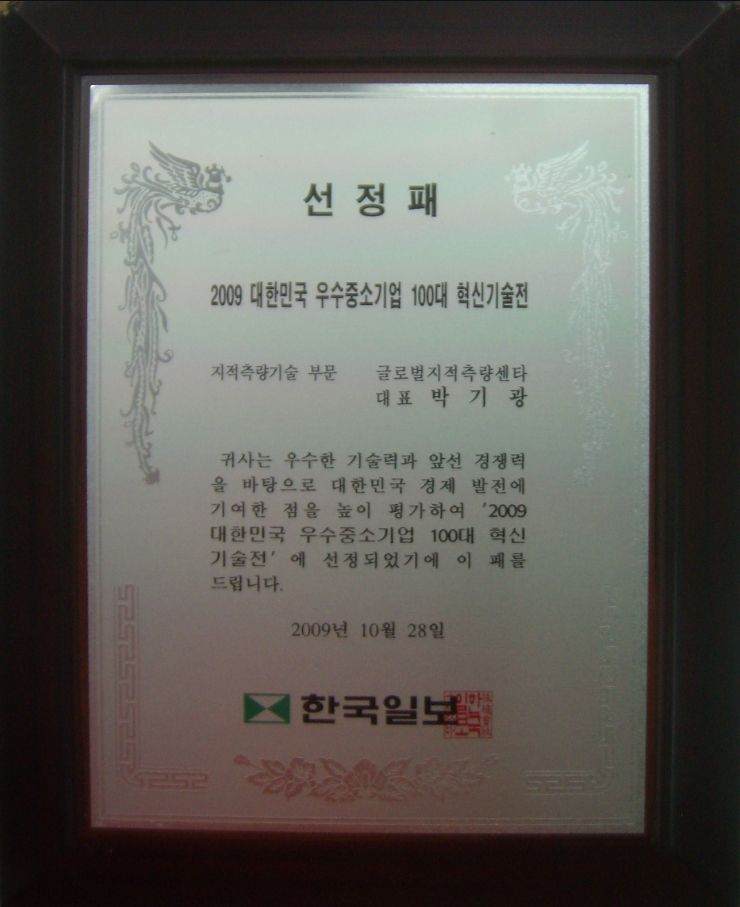 선정패
2009 대한민국 우수중소기업 100대 혁신기술전
지적측량기술 부문 글로벌지적측량센타
대표 박 기 광
귀사는 우수한 기술력과 앞선 경쟁력
을 바탕으로 대한민국 경제 발전에
기여한 점을 높이 평가하여 '2009
대한민국 우수중소기업 100대 혁신
기술전' 에 선정되었기에 이 패를
드립니다.
2009년 10월 28일
한국일보